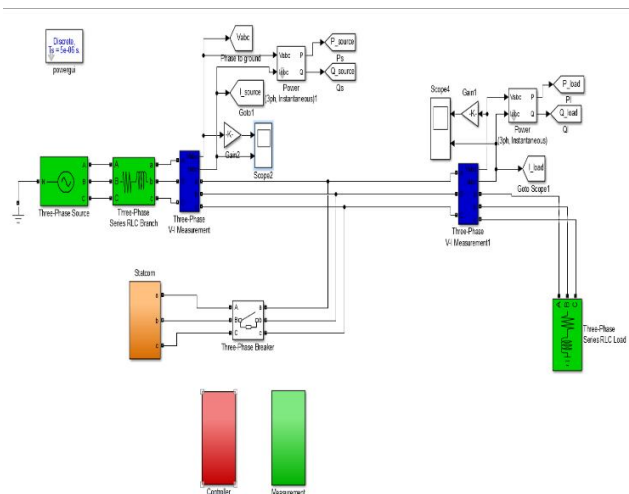 Discrete,
Ts = 5e-06 s.
powergui
Vabc
Phase to ground
I_source
Goto1
Vabc P
Iabc Q
Power
(3ph, Instantaneous)1
P_source
Ps
Q_source
Qs
-K-
Gain2
Scope2
Scope4
Gain1
-K-
Vabc P
Iabc Q
Power
(3ph, Instantaneous)
P_load
Pl
Q_load
Ql
I_load
Goto Scope1
N
A
B
C
Three-Phase Source
A
B
C
Three-Phase
Series RLC Branch
Three-Phase
V-I Measurement
Three-Phase
V-I Measurement1
Statcom
a
b
c
A a
B
C c
Three-Phase Breaker
A B C
Three-Phase
Series RLC Load
Controller
Measurement